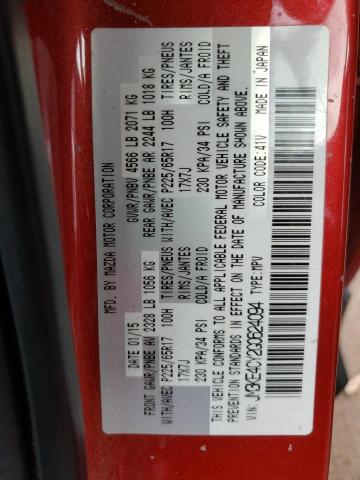 MFD. BY MAZDA MOTOR CORPORATION
DATE 01/15 GVWR/PNBV 4566 LB 2071 KG
FRONT GAWR/PNBE AV 2328 LB 1056 KG REAR GAWR/PNBE AR 2244 LB 1018 KG
WITH/AVEC P225/65R17 100H TIRES/PNEUS WITH/AVEC P225/65R17 100H TIRES/PNEUS
17X7J RIMS/JANTES 17X7J RIMS/JANTES
230 KPA/34 PSI COLD/A FROID 230 KPA/34 PSI COLD/A FROID
THIS VEHICLE CONFORMS TO ALL APPLICABLE FEDERAL MOTOR VEHICLE SAFETY AND THEFT
PREVENTION STANDARDS IN EFFECT ON THE DATE OF MANUFACTURE SHOWN ABOVE.
VIN: JM3KE4CY2G0624094 TYPE: MPV COLOR CODE: 41V MADE IN JAPAN